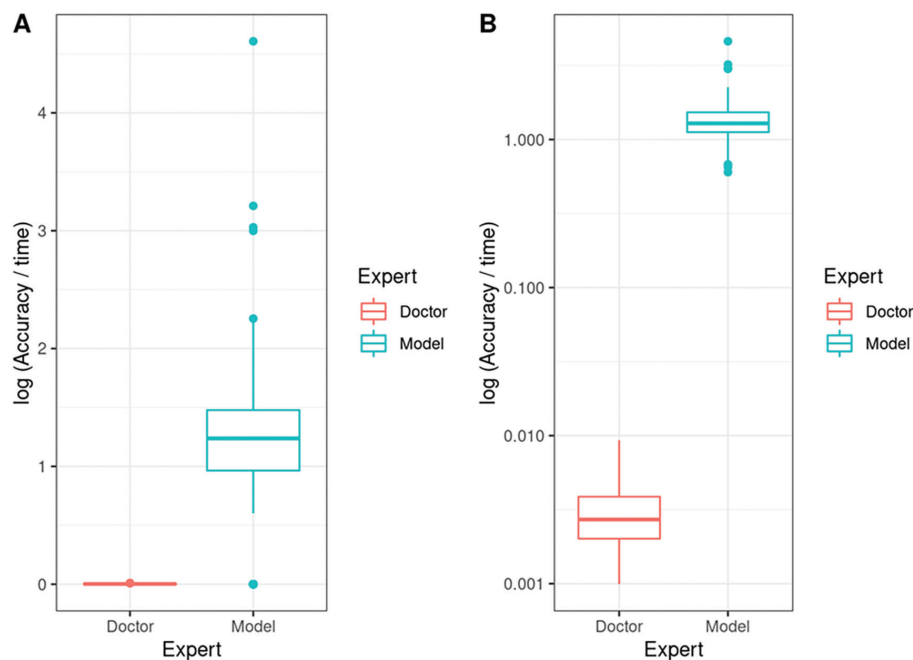 A
log (Accuracy / time)
4
3
2
1
0
Doctor
Model
Expert
Expert
Doctor
Model
B
log (Accuracy / time)
1.000
0.100
0.010
0.001
Doctor
Model
Expert
Expert
Doctor
Model